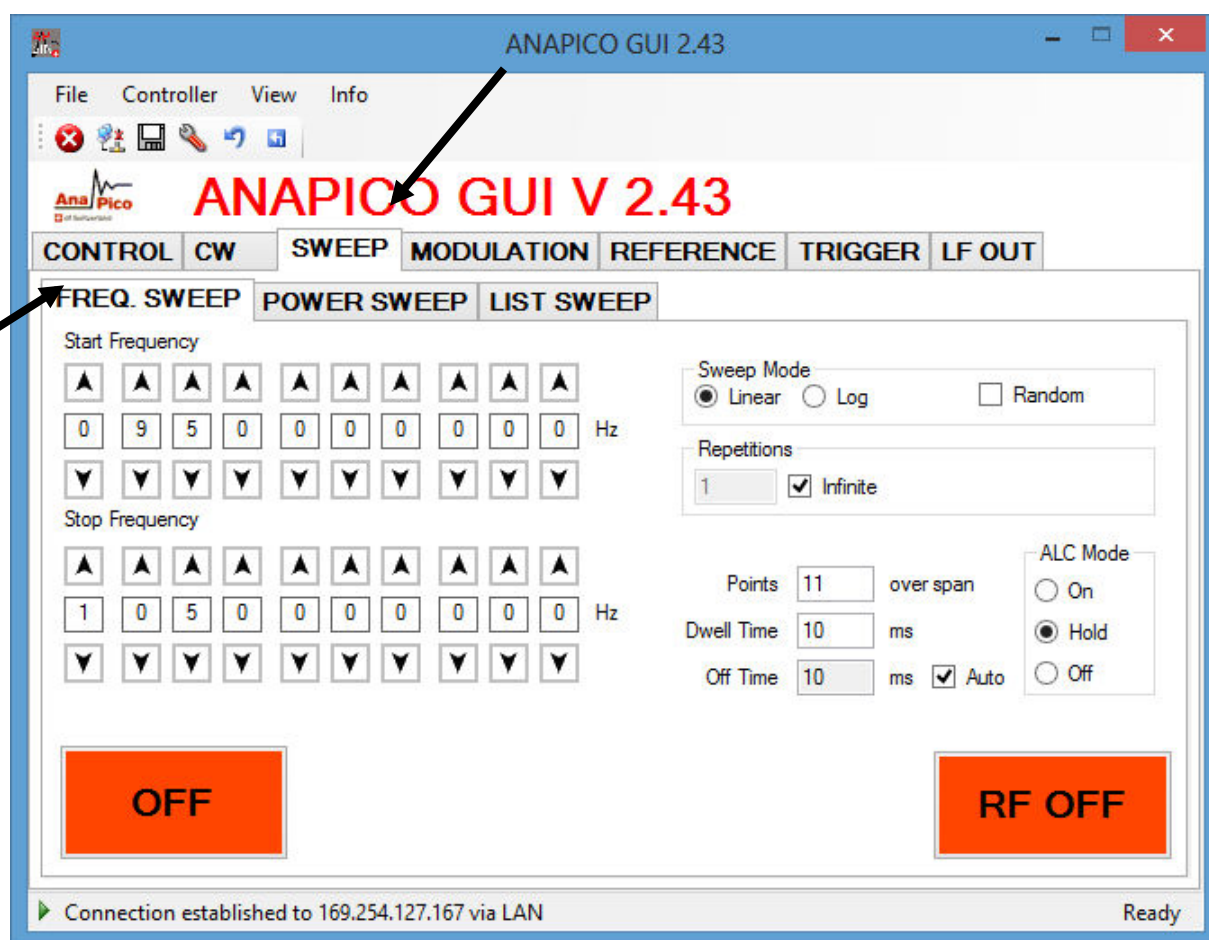 ANAPICO GUI 2.43
File Controller View Info
Ana Pico
ANAPICO GUI V 2.43
CONTROL CW SWEEP MODULATION REFERENCE TRIGGER LF OUT
FREQ. SWEEP POWER SWEEP LIST SWEEP
Start Frequency
0 9 5 0 0 0 0 0 0 0 Hz
Stop Frequency
1 0 5 0 0 0 0 0 0 0 Hz
Sweep Mode
Linear Log Random
Repetitions
1 Infinite
Points 11 over span
Dwell Time 10 ms
Off Time 10 ms Auto
ALC Mode
On
Hold
Off
OFF
RF OFF
Connection established to 169.254.127.167 via LAN Ready